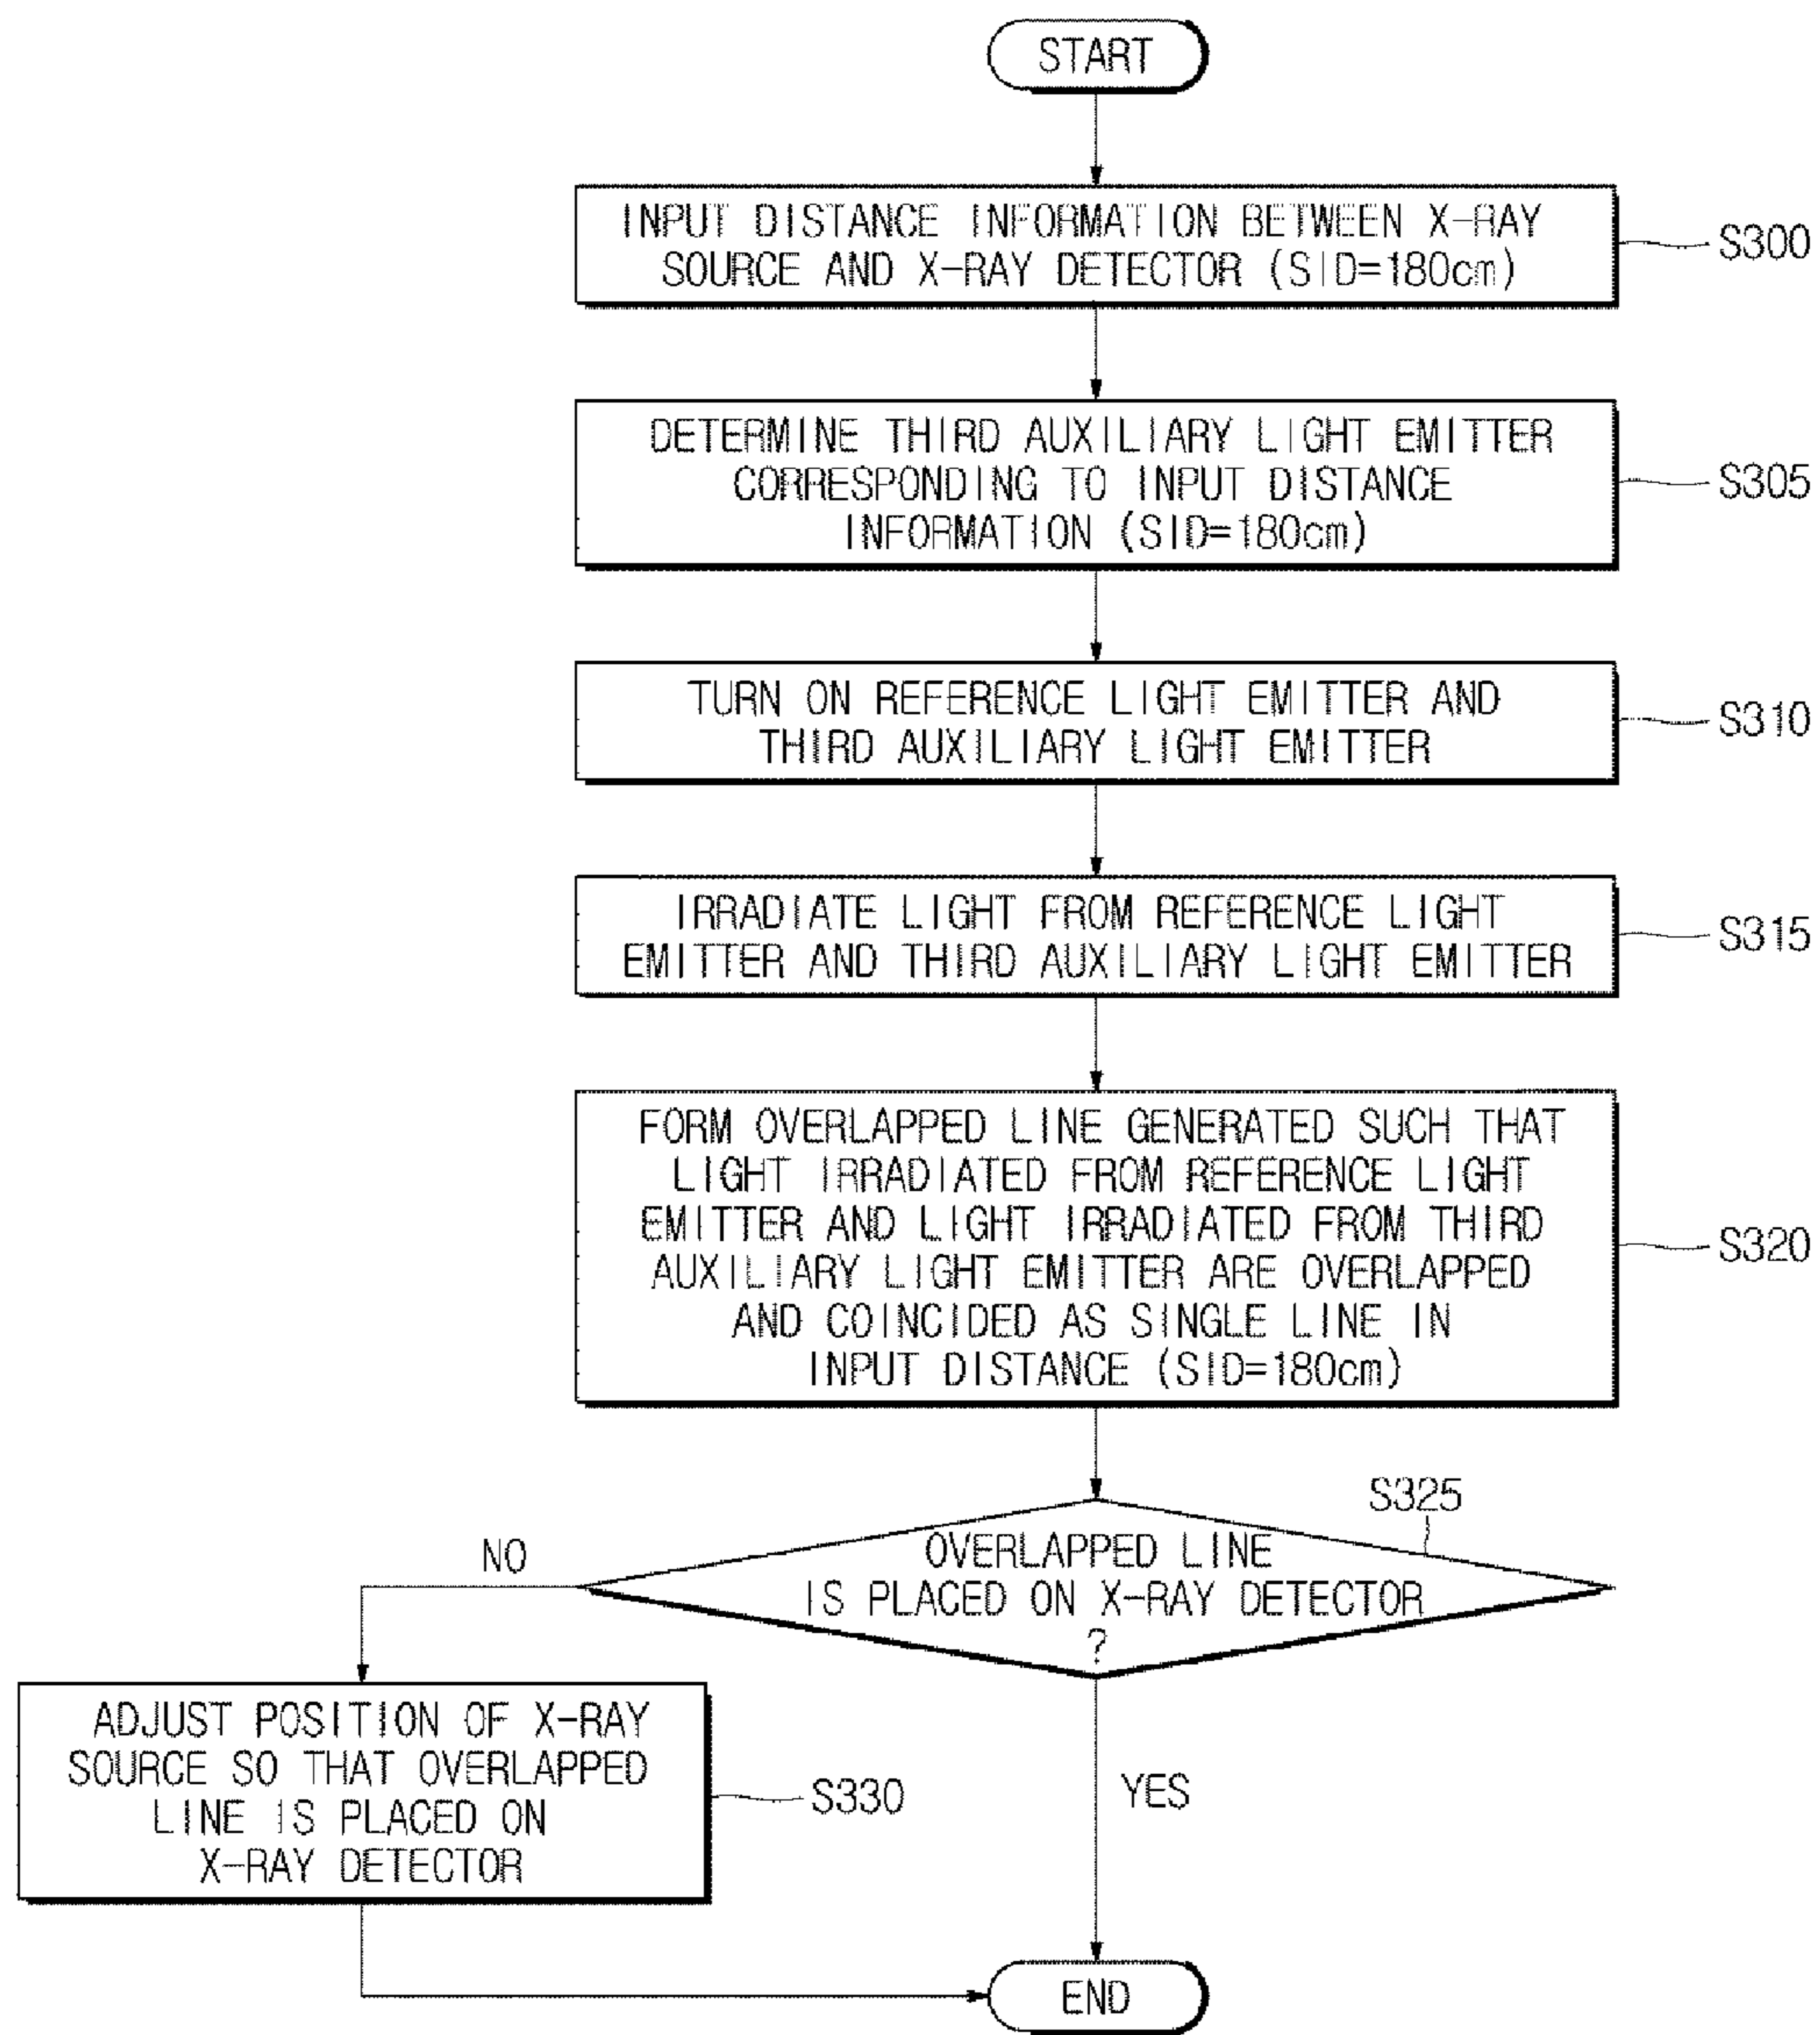 START
INPUT DISTANCE INFORMATION BETWEEN X-RAY
SOURCE AND X-RAY DETECTOR (SID=180cm)
S300
DETERMINE THIRD AUXILIARY LIGHT EMITTER
CORRESPONDING TO INPUT DISTANCE
INFORMATION (SID=180cm)
S305
TURN ON REFERENCE LIGHT EMITTER AND
THIRD AUXILIARY LIGHT EMITTER
S310
IRRADIATE LIGHT FROM REFERENCE LIGHT
EMITTER AND THIRD AUXILIARY LIGHT EMITTER
S315
FORM OVERLAPPED LINE GENERATED SUCH THAT
LIGHT IRRADIATED FROM REFERENCE LIGHT
EMITTER AND LIGHT IRRADIATED FROM THIRD
AUXILIARY LIGHT EMITTER ARE OVERLAPPED
AND COINCIDED AS SINGLE LINE IN
INPUT DISTANCE (SID=180cm)
S320
S325
OVERLAPPED LINE
IS PLACED ON X-RAY DETECTOR
?
NO
ADJUST POSITION OF X-RAY
SOURCE SO THAT OVERLAPPED
LINE IS PLACED ON
X-RAY DETECTOR
S330
YES
END